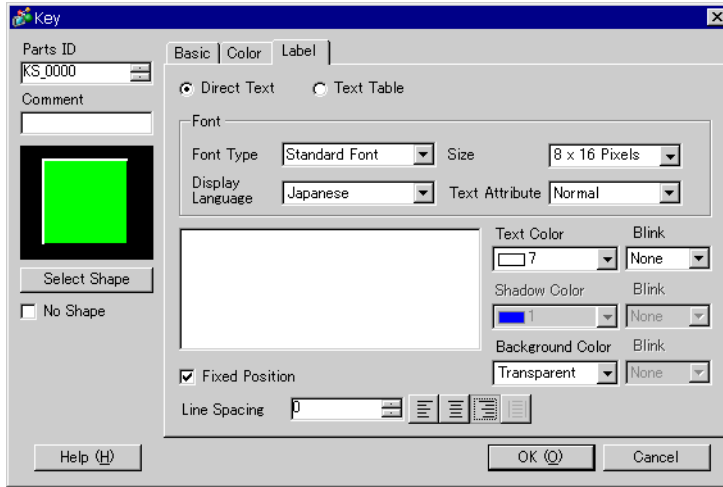 Key
Parts ID
KS_0000
Comment
Select Shape
No Shape
Basic Color Label
Direct Text Text Table
Font
Font Type Standard Font Size 8 x 16 Pixels
Display Language Japanese Text Attribute Normal
Text Color Blink
7 None
Shadow Color Blink
1 None
Background Color Blink
Transparent None
Fixed Position
Line Spacing 0
Help (H) OK (O) Cancel